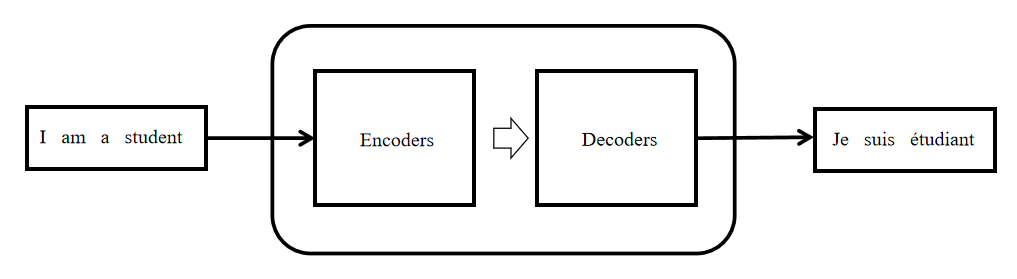 I am a student
Encoders
Decoders
Je suis étudiant